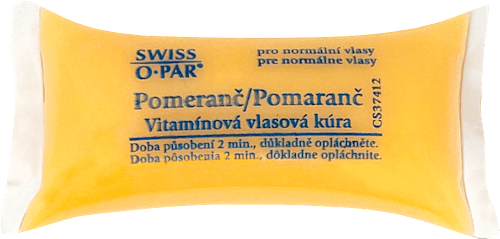 SWISS
O·PAR®
pro normální vlasy
pre normálne vlasy
Pomeranč/Pomaranč
Vitamínová vlasová kúra
Doba působení 2 min., důkladně opláchněte.
Doba pôsobenia 2 min., dôkladne opláchnite.
CS37412